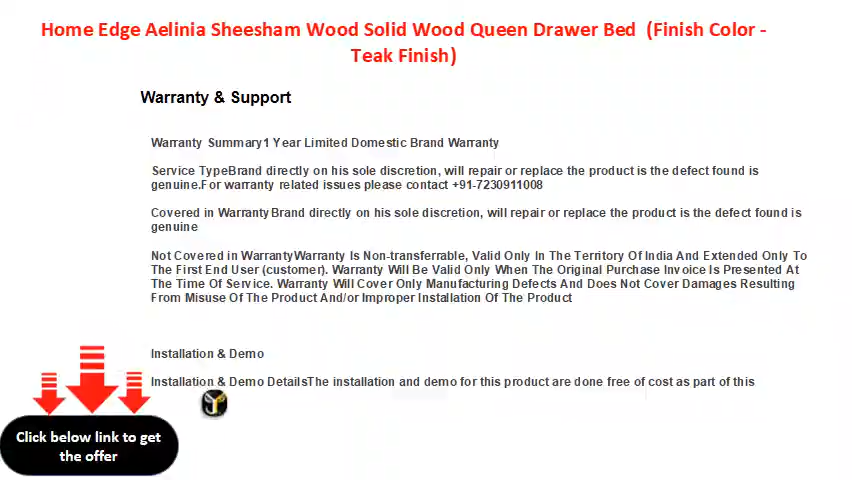 Home Edge Aelinia Sheesham Wood Solid Wood Queen Drawer Bed (Finish Color -
Teak Finish)
Warranty & Support
Warranty Summary1 Year Limited Domestic Brand Warranty
Service TypeBrand directly on his sole discretion, will repair or replace the product is the defect found is
genuine.For warranty related issues please contact +91-7230911008
Covered in WarrantyBrand directly on his sole discretion, will repair or replace the product is the defect found is
genuine
Not Covered in WarrantyWarranty Is Non-transferrable, Valid Only In The Territory Of India And Extended Only To
The First End User (customer). Warranty Will Be Valid Only When The Original Purchase Invoice Is Presented At
The Time Of Service. Warranty Will Cover Only Manufacturing Defects And Does Not Cover Damages Resulting
From Misuse Of The Product And/or Improper Installation Of The Product
Installation & Demo
Installation & Demo DetailsThe installation and demo for this product are done free of cost as part of this
Click below link to get
the offer